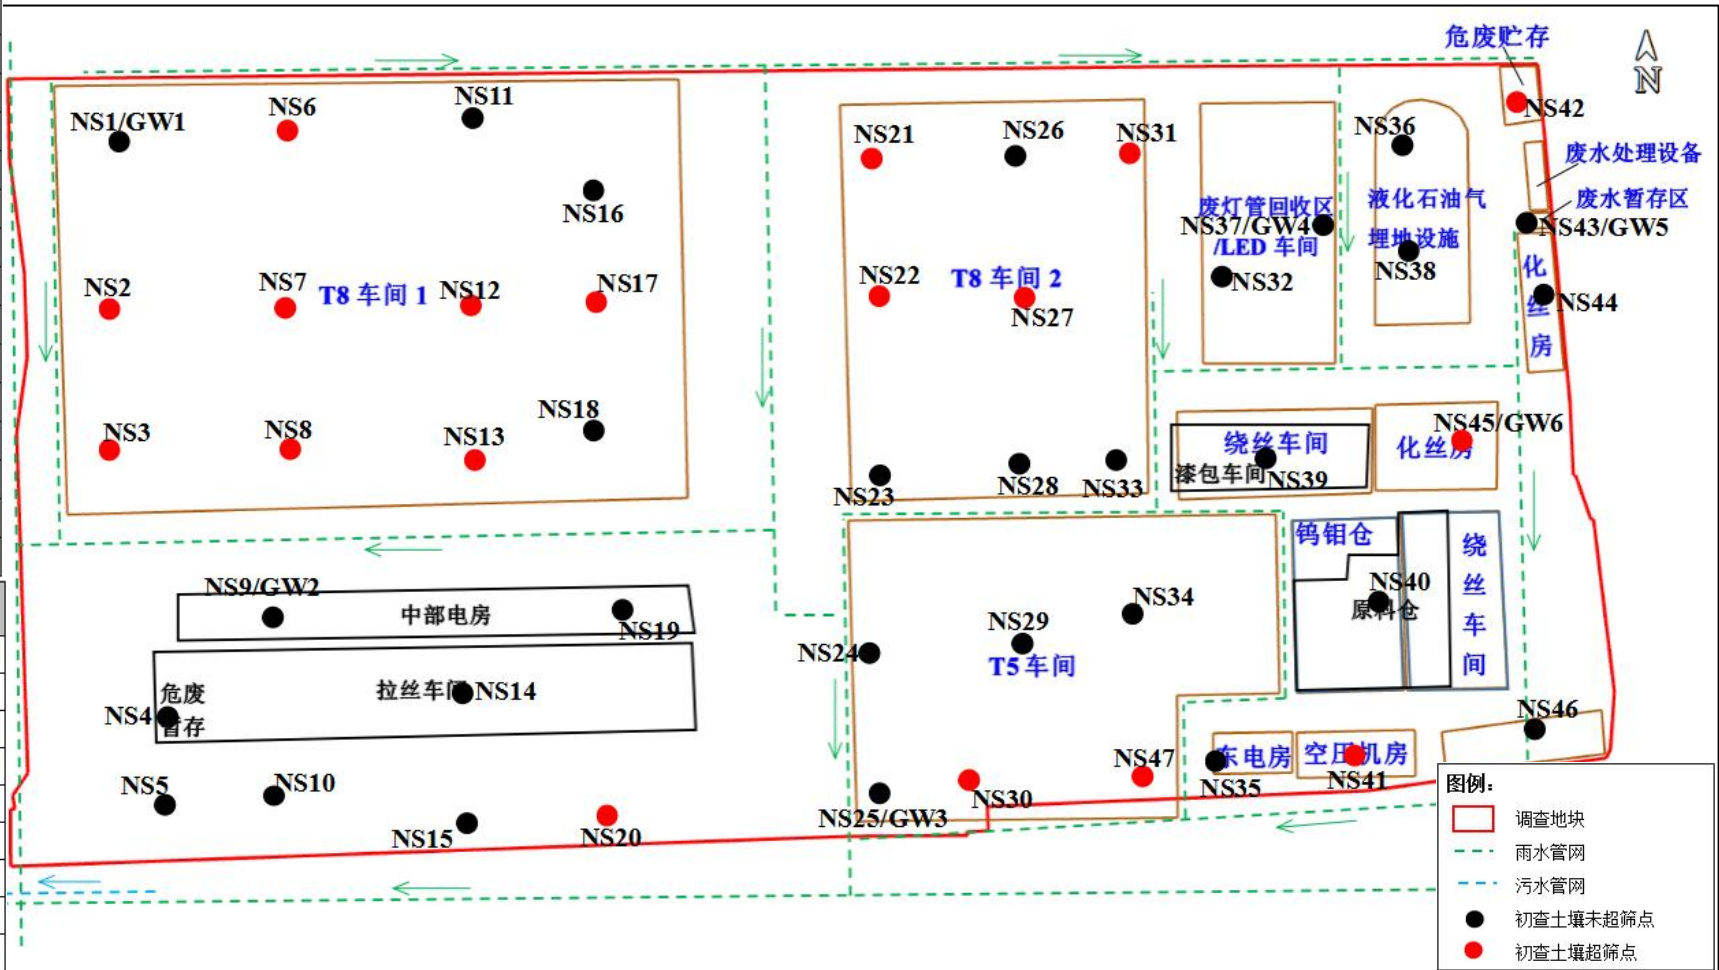 危废贮存
N
NS1/GW1
NS6
NS11
NS16
NS21
NS26
NS31
NS36
NS42
废水处理设备
废水暂存区
NS43/GW5
废灯管回收区
NS37/GW4
/LED 车间
NS32
液化石油气
埋地设施
NS38
化丝房
NS44
NS2
NS7
T8 车间 1
NS12
NS17
NS22
T8 车间 2
NS27
NS3
NS8
NS13
NS18
NS23
NS28
NS33
绕丝车间
漆包车间
NS39
NS45/GW6
化丝房
钨钼仓
NS40
原料仓
绕丝车间
NS9/GW2
中部电房
NS19
NS24
NS29
T5 车间
NS34
危废
暂存
NS4
拉丝车间
NS14
NS5
NS10
NS15
NS20
NS25/GW3
NS30
NS47
东电房
NS35
空压机房
NS41
NS46
图例：
调查地块
雨水管网
污水管网
初查土壤未超筛点
初查土壤超筛点